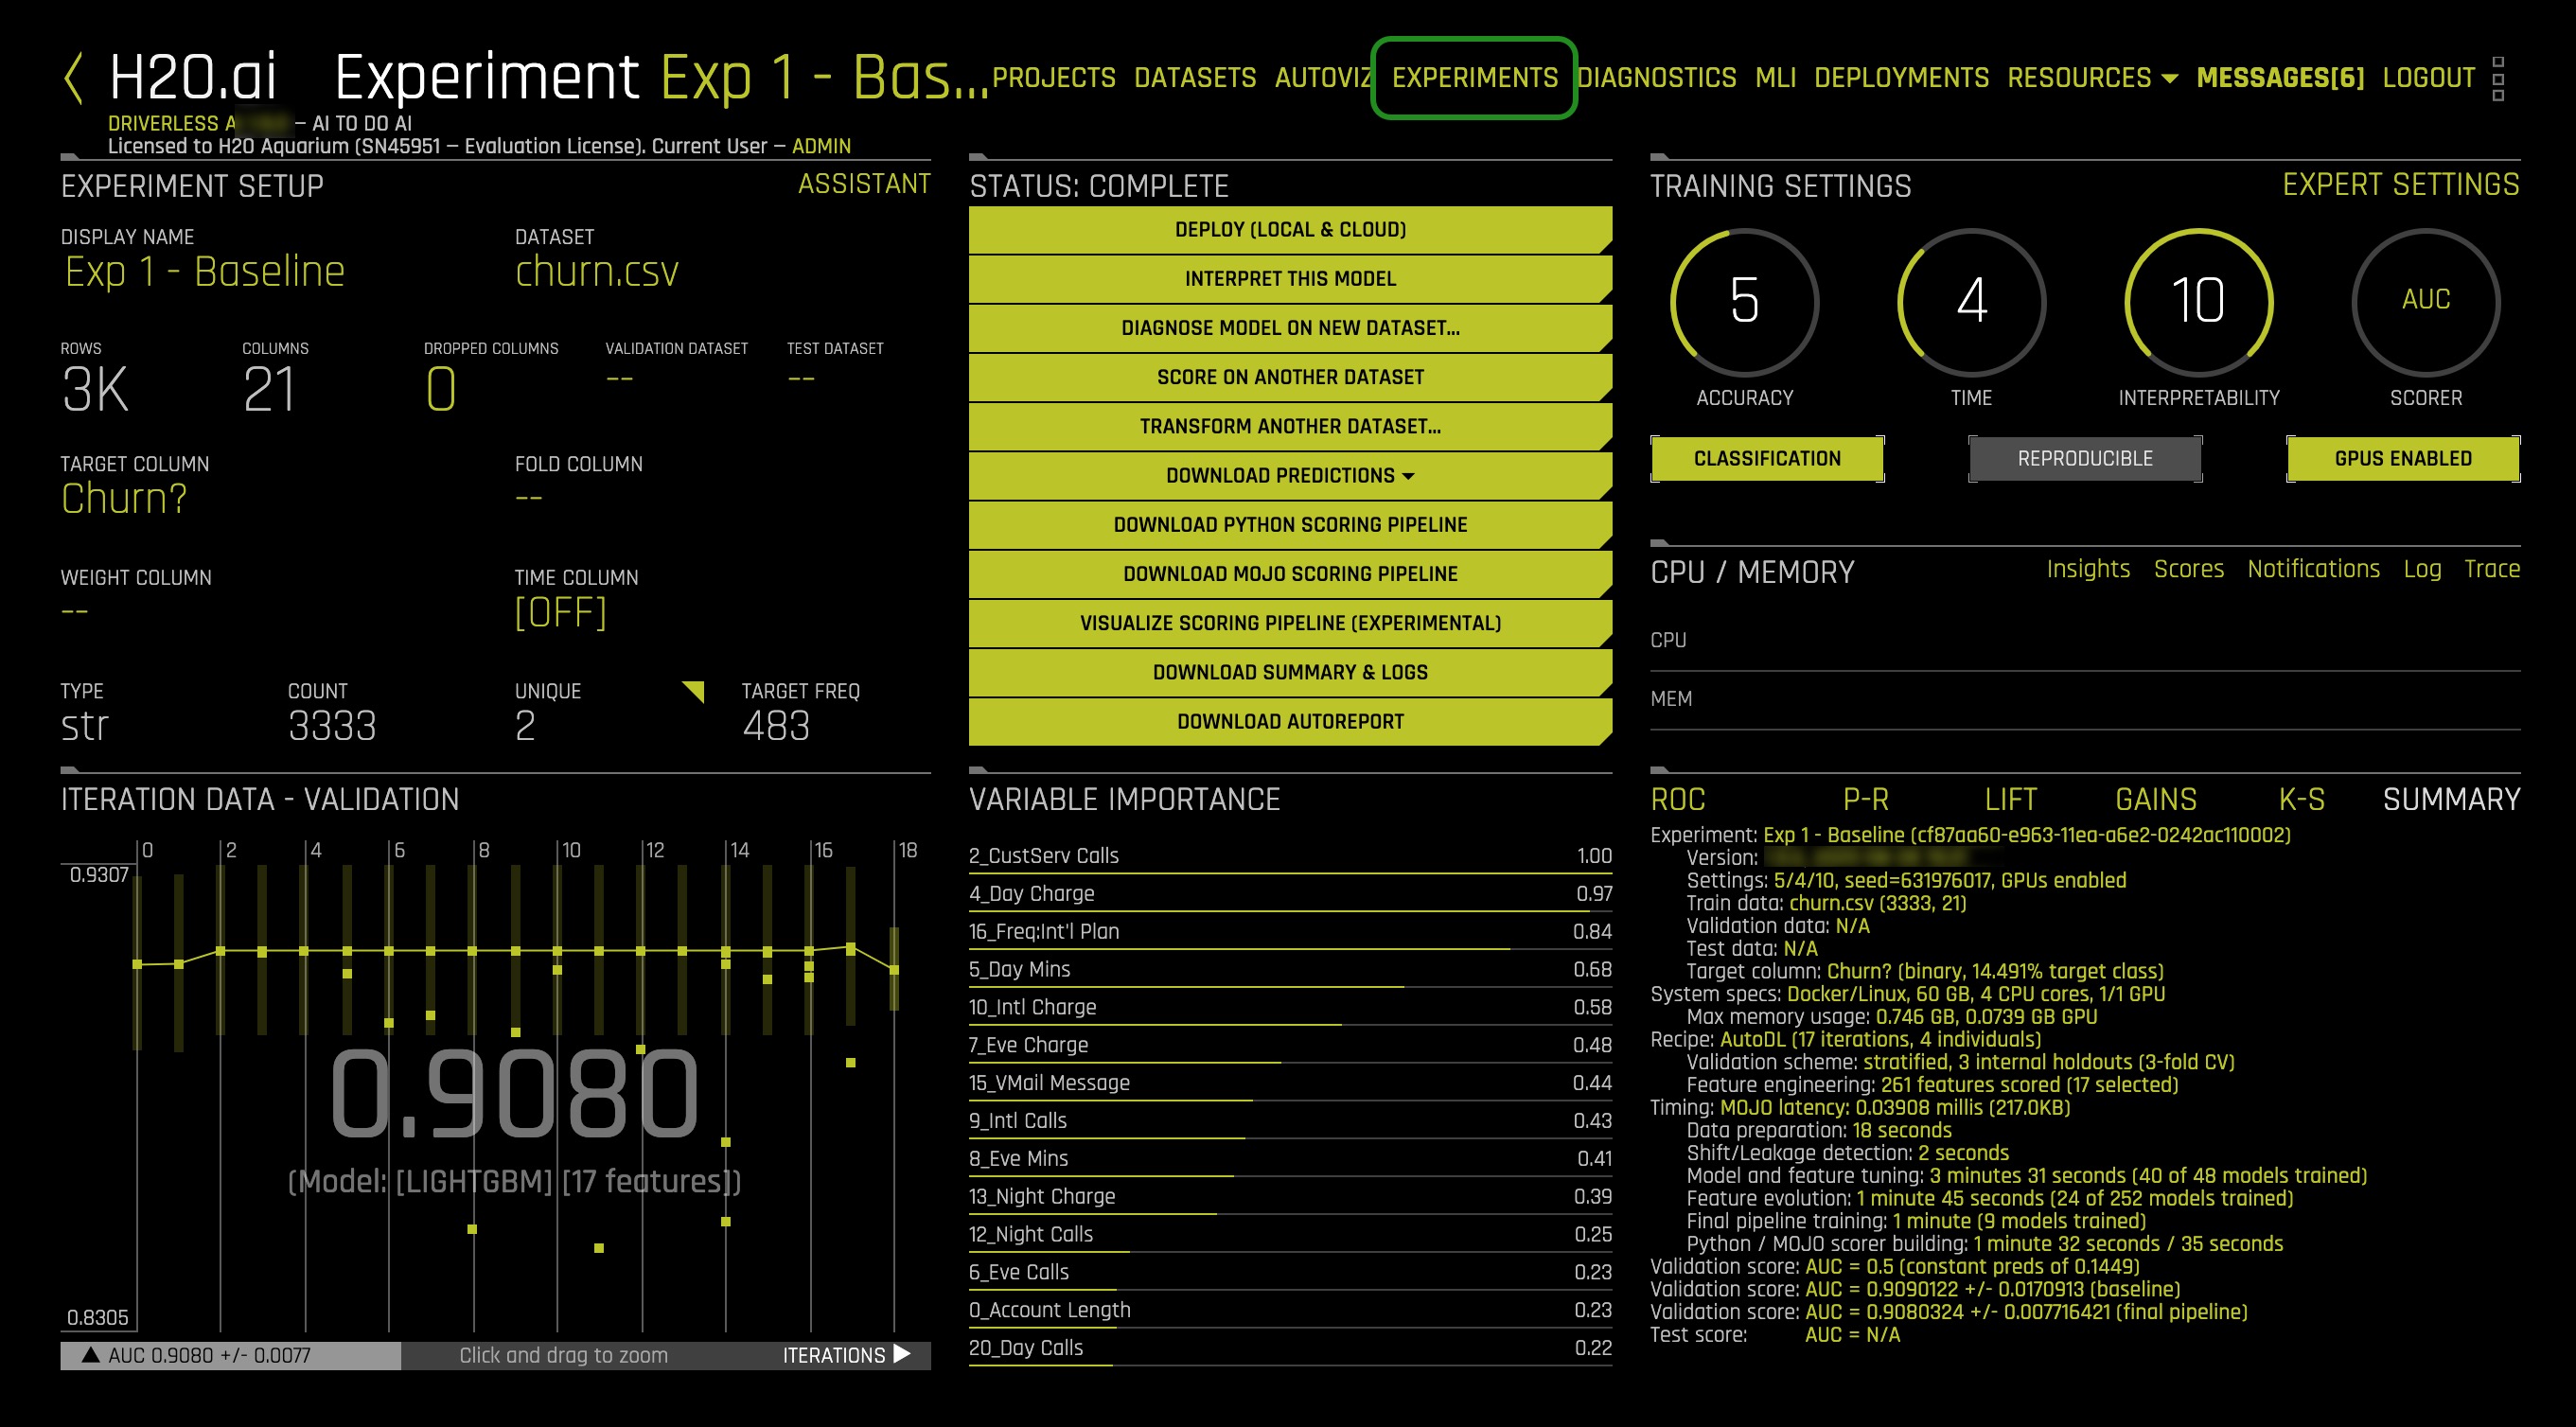 H2O.ai Experiment Exp 1 - Bas...
PROJECTS DATASETS AUTOVIZ EXPERIMENTS DIAGNOSTICS MLI DEPLOYMENTS RESOURCES MESSAGES[6] LOGOUT
DRIVERLESS — AI TO DO AI
Licensed to H2O Aquarium (SN45951 — Evaluation License). Current User — ADMIN
EXPERIMENT SETUP ASSISTANT
DISPLAY NAME DATASET
Exp 1 - Baseline churn.csv
ROWS COLUMNS DROPPED COLUMNS VALIDATION DATASET TEST DATASET
3K 21 0 -- --
TARGET COLUMN FOLD COLUMN
Churn? --
WEIGHT COLUMN TIME COLUMN
-- [OFF]
TYPE COUNT UNIQUE TARGET FREQ
str 3333 2 483
STATUS: COMPLETE
DEPLOY (LOCAL & CLOUD)
INTERPRET THIS MODEL
DIAGNOSE MODEL ON NEW DATASET...
SCORE ON ANOTHER DATASET
TRANSFORM ANOTHER DATASET...
DOWNLOAD PREDICTIONS
DOWNLOAD PYTHON SCORING PIPELINE
DOWNLOAD MOJO SCORING PIPELINE
VISUALIZE SCORING PIPELINE (EXPERIMENTAL)
DOWNLOAD SUMMARY & LOGS
DOWNLOAD AUTOREPORT
TRAINING SETTINGS EXPERT SETTINGS
5 4 10 AUC
ACCURACY TIME INTERPRETABILITY SCORER
CLASSIFICATION REPRODUCIBLE GPUS ENABLED
CPU / MEMORY Insights Scores Notifications Log Trace
CPU
MEM
ITERATION DATA - VALIDATION
0 2 4 6 8 10 12 14 16 18
0.9307
0.9080
(Model: [LIGHTGBM] [17 features])
0.8305
AUC 0.9080 +/- 0.0077 Click and drag to zoom ITERATIONS
VARIABLE IMPORTANCE
2_CustServ Calls 1.00
4_Day Charge 0.97
16_Freq:Int'l Plan 0.84
5_Day Mins 0.68
10_Intl Charge 0.58
7_Eve Charge 0.48
15_VMail Message 0.44
9_Intl Calls 0.43
8_Eve Mins 0.41
13_Night Charge 0.39
12_Night Calls 0.25
6_Eve Calls 0.23
0_Account Length 0.23
20_Day Calls 0.22
ROC P-R LIFT GAINS K-S SUMMARY
Experiment: Exp 1 - Baseline (cf87aa60-e963-11ea-a6e2-0242ac110002)
Version:
Settings: 5/4/10, seed=631976017, GPUs enabled
Train data: churn.csv (3333, 21)
Validation data: N/A
Test data: N/A
Target column: Churn? (binary, 14.491% target class)
System specs: Docker/Linux, 60 GB, 4 CPU cores, 1/1 GPU
Max memory usage: 0.746 GB, 0.0739 GB GPU
Recipe: AutoDL (17 iterations, 4 individuals)
Validation scheme: stratified, 3 internal holdouts (3-fold CV)
Feature engineering: 261 features scored (17 selected)
Timing: MOJO latency: 0.03908 millis (217.0KB)
Data preparation: 18 seconds
Shift/Leakage detection: 2 seconds
Model and feature tuning: 3 minutes 31 seconds (40 of 48 models trained)
Feature evolution: 1 minute 45 seconds (24 of 252 models trained)
Final pipeline training: 1 minute (9 models trained)
Python / MOJO scorer building: 1 minute 32 seconds / 35 seconds
Validation score: AUC = 0.5 (constant preds of 0.1449)
Validation score: AUC = 0.9090122 +/- 0.0170913 (baseline)
Validation score: AUC = 0.9080324 +/- 0.007716421 (final pipeline)
Test score: AUC = N/A